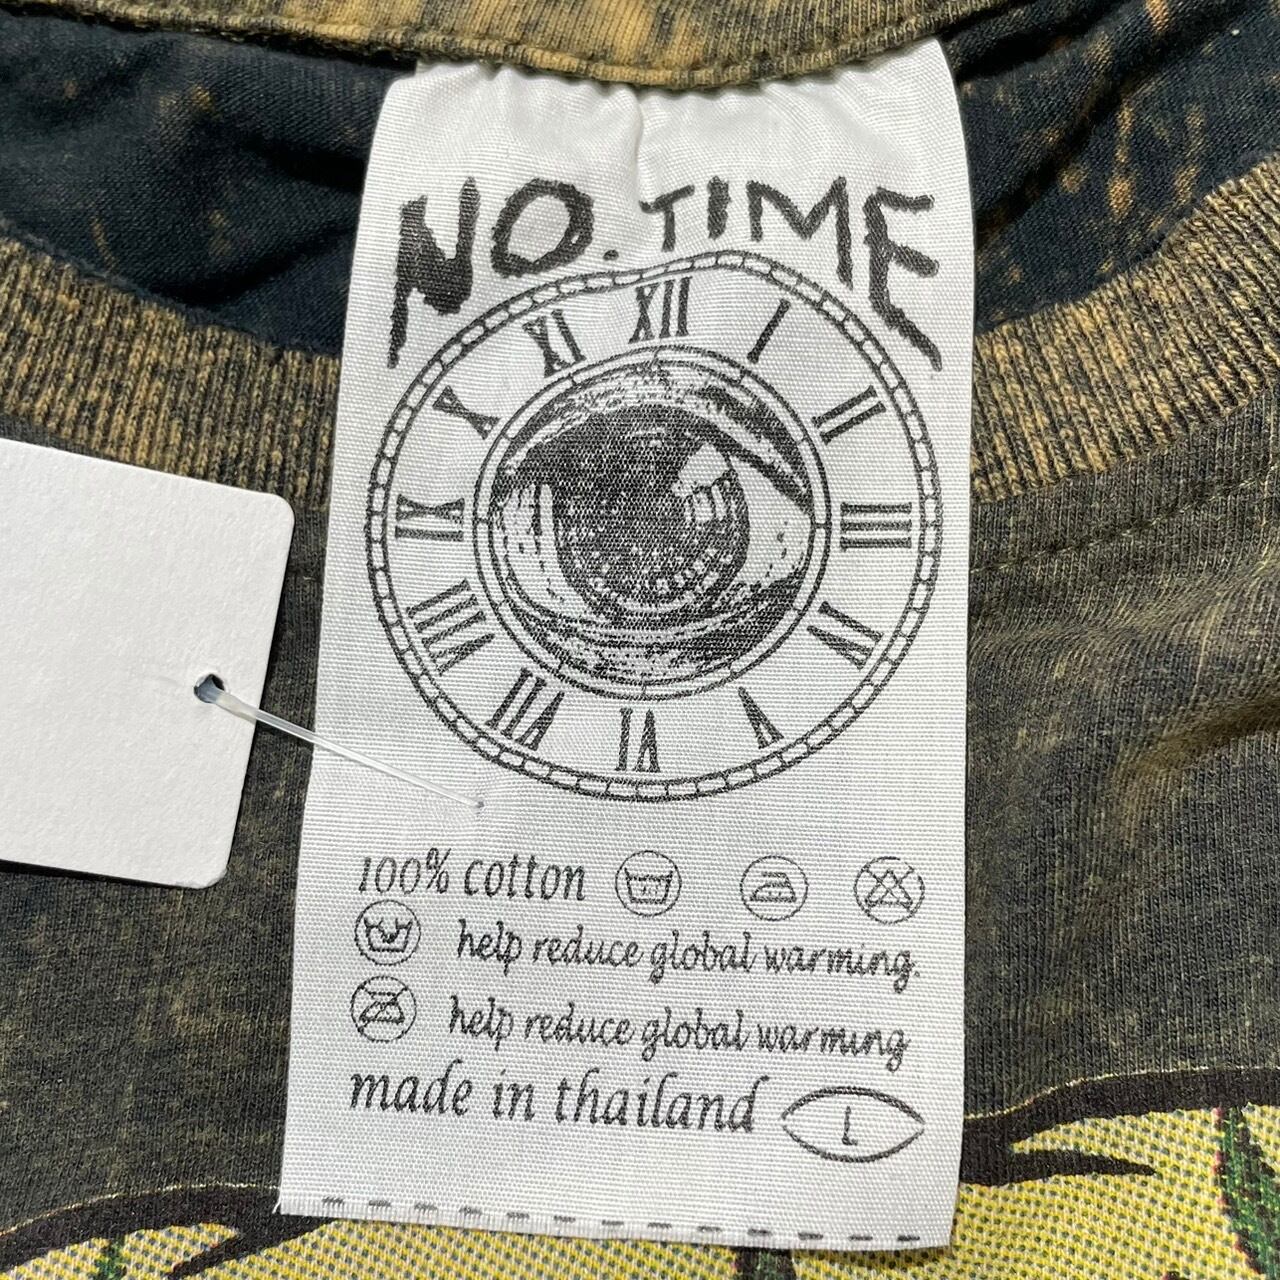 NO. TIME
XII
I
II
III
IV
V
VI
VII
VIII
IX
X
XI
100% cotton
help reduce global warming.
help reduce global warming
made in thailand
L